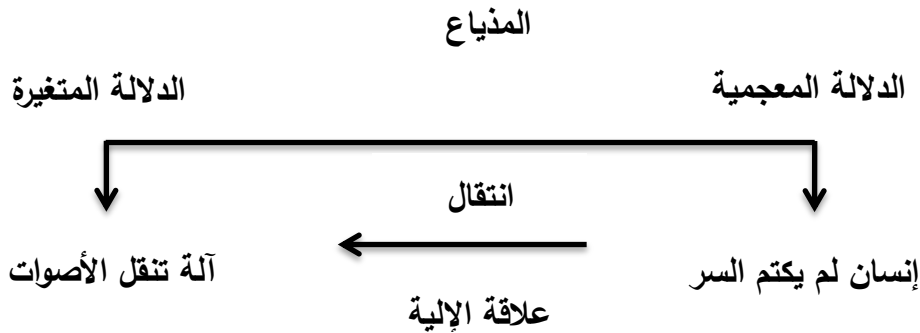 المذياع
الدلالة المعجمية
الدلالة المتغيرة
انتقال
إنسان لم يكتم السر
آلة تنقل الأصوات
علاقة الإلية